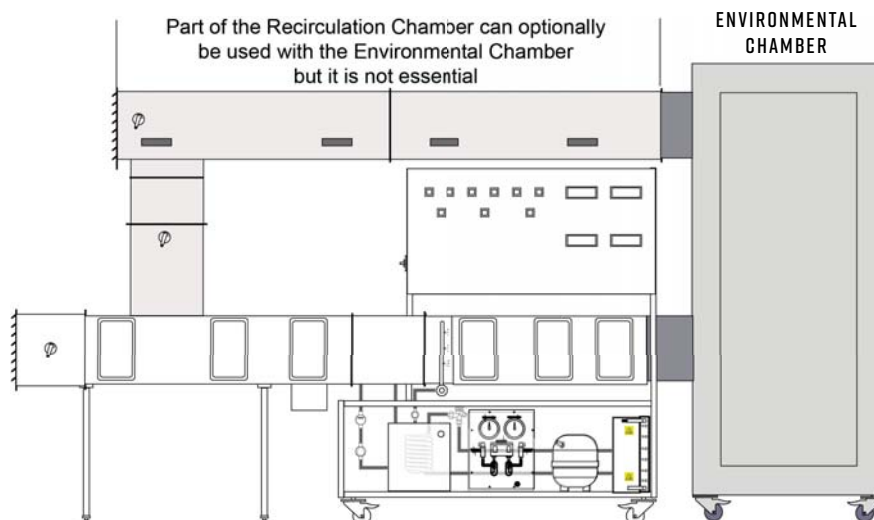 Part of the Recirculation Chamber can optionally
be used with the Environmental Chamber
but it is not essential
ENVIRONMENTAL
CHAMBER